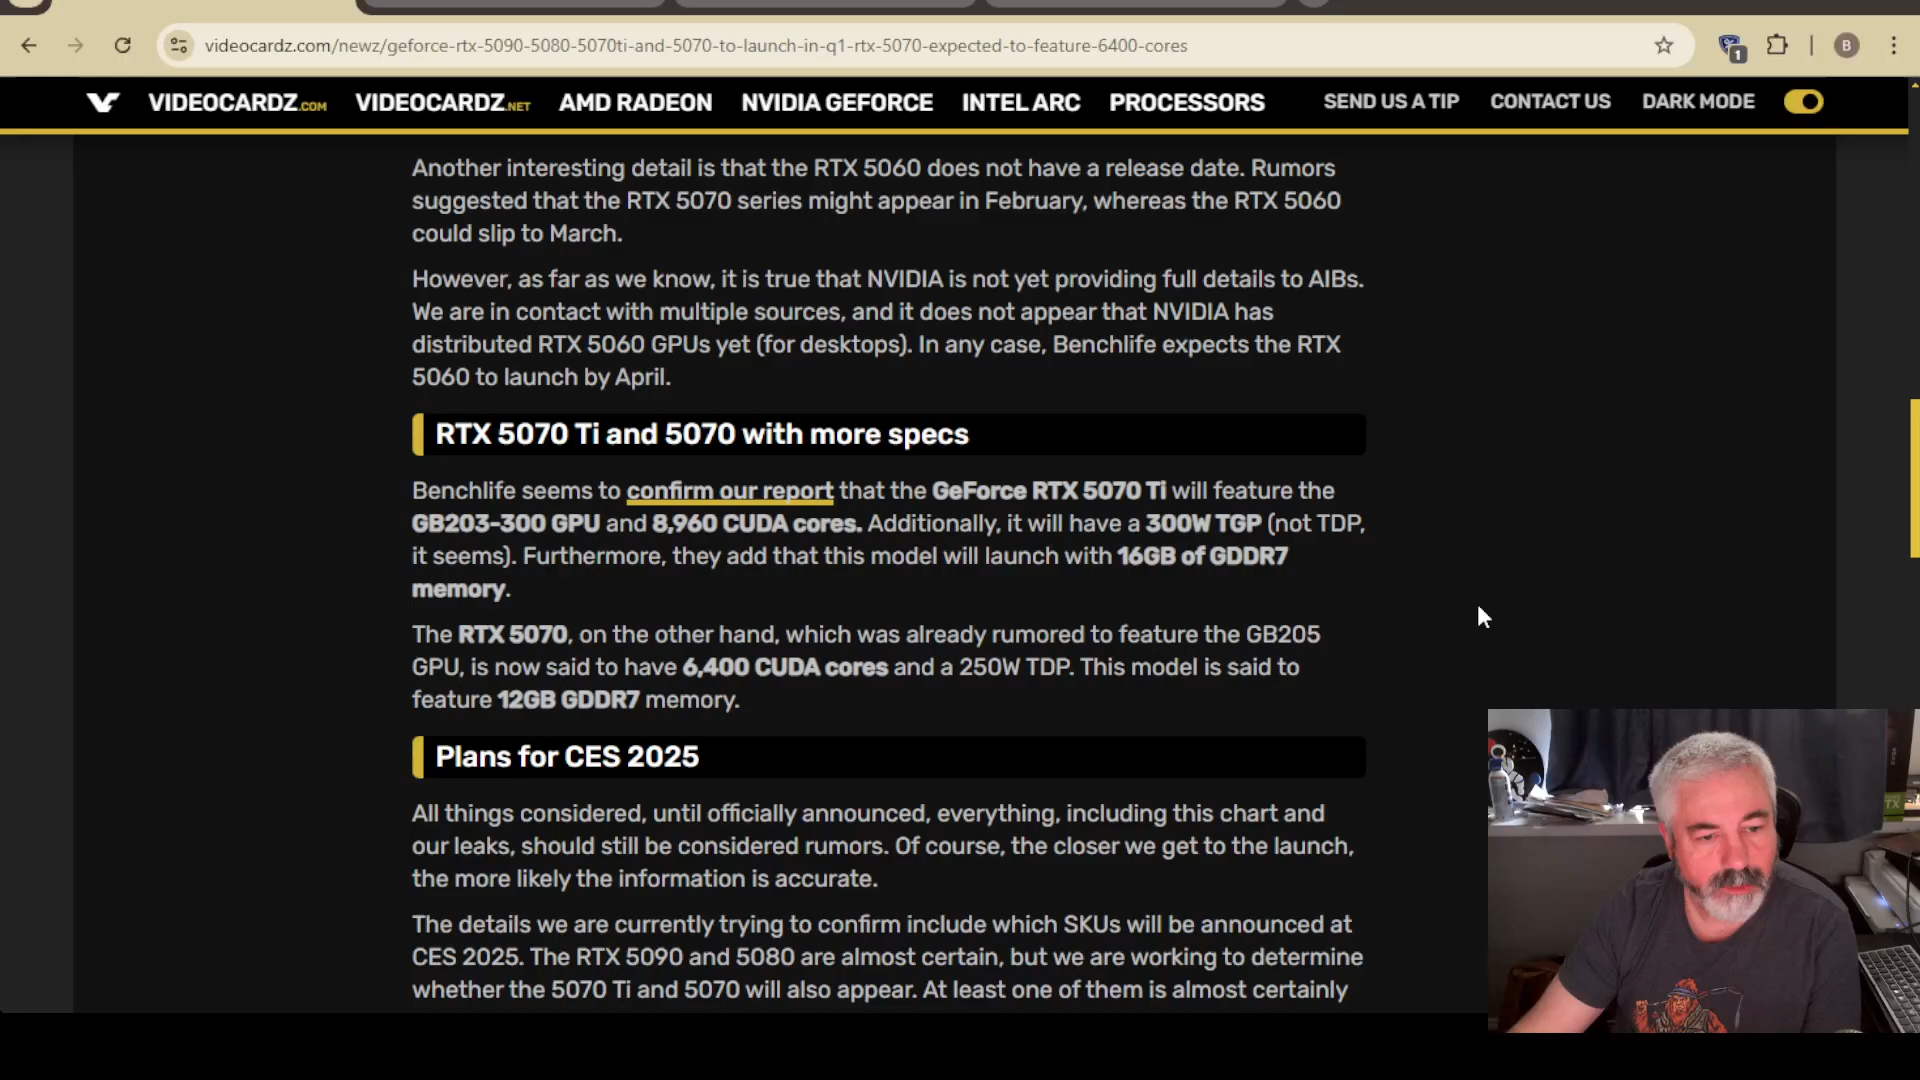 videocardz.com/newz/geforce-rtx-5090-5080-5070ti-and-5070-to-launch-in-q1-rtx-5070-expected-to-feature-6400-cores
1
B
VIDEOCARDZ.COM VIDEOCARDZ.NET AMD RADEON NVIDIA GEFORCE INTEL ARC PROCESSORS SEND US A TIP CONTACT US DARK MODE
Another interesting detail is that the RTX 5060 does not have a release date. Rumors
suggested that the RTX 5070 series might appear in February, whereas the RTX 5060
could slip to March.
However, as far as we know, it is true that NVIDIA is not yet providing full details to AIBs.
We are in contact with multiple sources, and it does not appear that NVIDIA has
distributed RTX 5060 GPUs yet (for desktops). In any case, Benchlife expects the RTX
5060 to launch by April.
RTX 5070 Ti and 5070 with more specs
Benchlife seems to confirm our report that the GeForce RTX 5070 Ti will feature the
GB203-300 GPU and 8,960 CUDA cores. Additionally, it will have a 300W TGP (not TDP,
it seems). Furthermore, they add that this model will launch with 16GB of GDDR7
memory.
The RTX 5070, on the other hand, which was already rumored to feature the GB205
GPU, is now said to have 6,400 CUDA cores and a 250W TDP. This model is said to
feature 12GB GDDR7 memory.
Plans for CES 2025
All things considered, until officially announced, everything, including this chart and
our leaks, should still be considered rumors. Of course, the closer we get to the launch,
the more likely the information is accurate.
The details we are currently trying to confirm include which SKUs will be announced at
CES 2025. The RTX 5090 and 5080 are almost certain, but we are working to determine
whether the 5070 Ti and 5070 will also appear. At least one of them is almost certainly